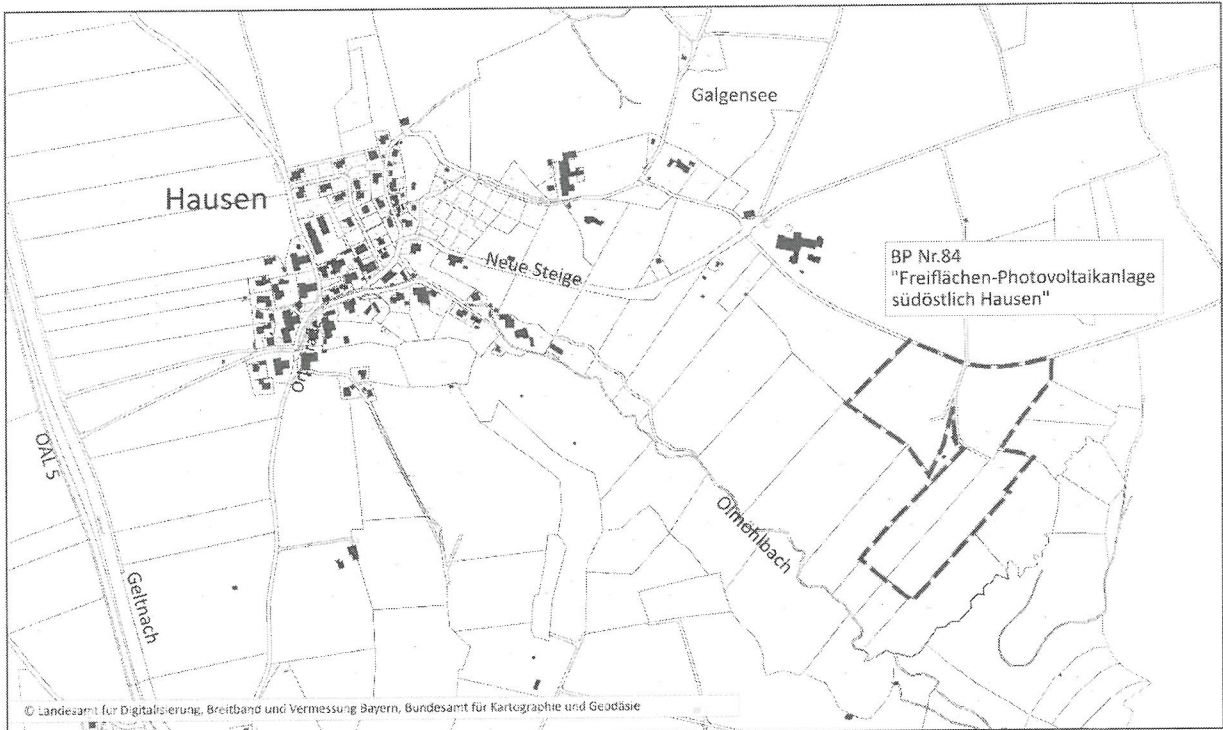 Galgensee
Hausen
Neue Steige
BP Nr.84
"Freiflächen-Photovoltaikanlage
südöstlich Hausen"
OAL 5
Olmöhlbach
Geltnach
© Landesamt für Digitalisierung, Breitband und Vermessung Bayern, Bundesamt für Kartographie und Geodäsie